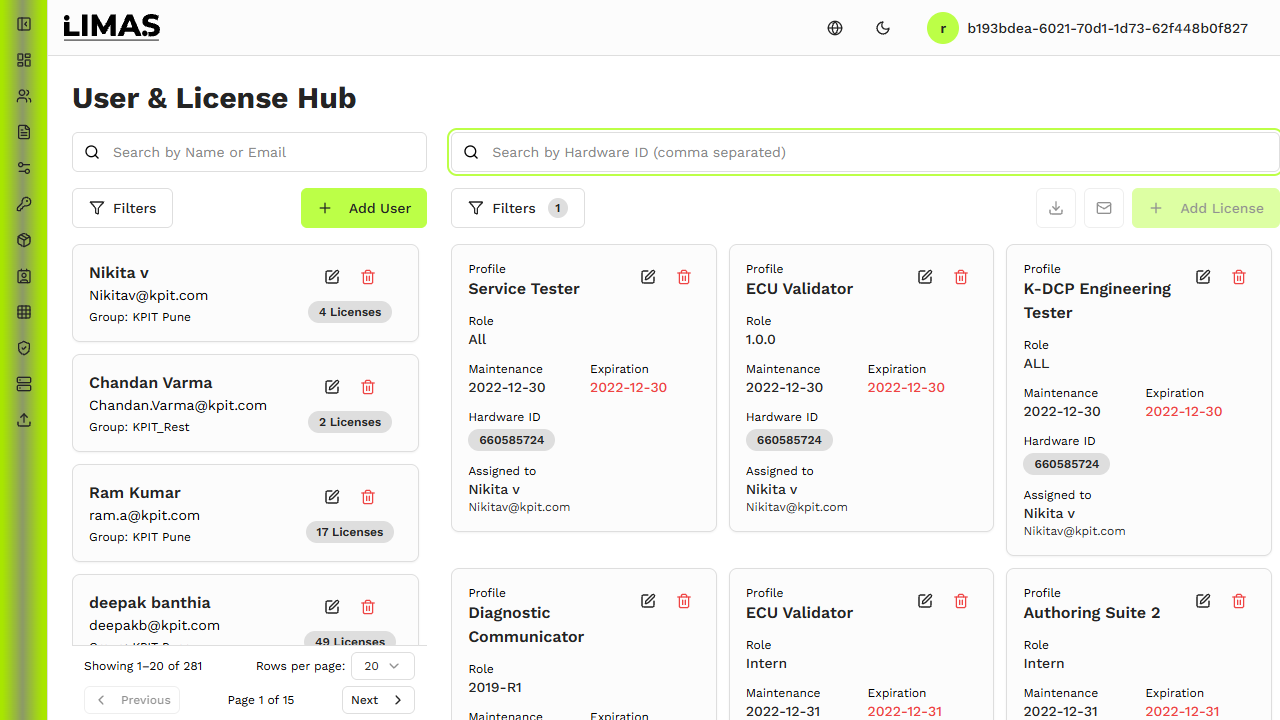 LIMAS
r
b193bdea-6021-70d1-1d73-62f448b0f827
User & License Hub
Search by Name or Email
Filters
Add User
Nikita v
Nikitav@kpit.com
Group: KPIT Pune
4 Licenses
Chandan Varma
Chandan.Varma@kpit.com
Group: KPIT_Rest
2 Licenses
Ram Kumar
ram.a@kpit.com
Group: KPIT Pune
17 Licenses
deepak banthia
deepakb@kpit.com
49 Licenses
Showing 1–20 of 281
Rows per page: 20
Previous
Page 1 of 15
Next
Search by Hardware ID (comma separated)
Filters 1
Add License
Profile
Service Tester
Role
All
Maintenance Expiration
2022-12-30 2022-12-30
Hardware ID
660585724
Assigned to
Nikita v
Nikitav@kpit.com
Profile
ECU Validator
Role
1.0.0
Maintenance Expiration
2022-12-30 2022-12-30
Hardware ID
660585724
Assigned to
Nikita v
Nikitav@kpit.com
Profile
K-DCP Engineering
Tester
Role
ALL
Maintenance Expiration
2022-12-30 2022-12-30
Hardware ID
660585724
Assigned to
Nikita v
Nikitav@kpit.com
Profile
Diagnostic
Communicator
Role
2019-R1
Maintenance Expiration
Profile
ECU Validator
Role
Intern
Maintenance Expiration
2022-12-31 2022-12-31
Profile
Authoring Suite 2
Role
Intern
Maintenance Expiration
2022-12-31 2022-12-31